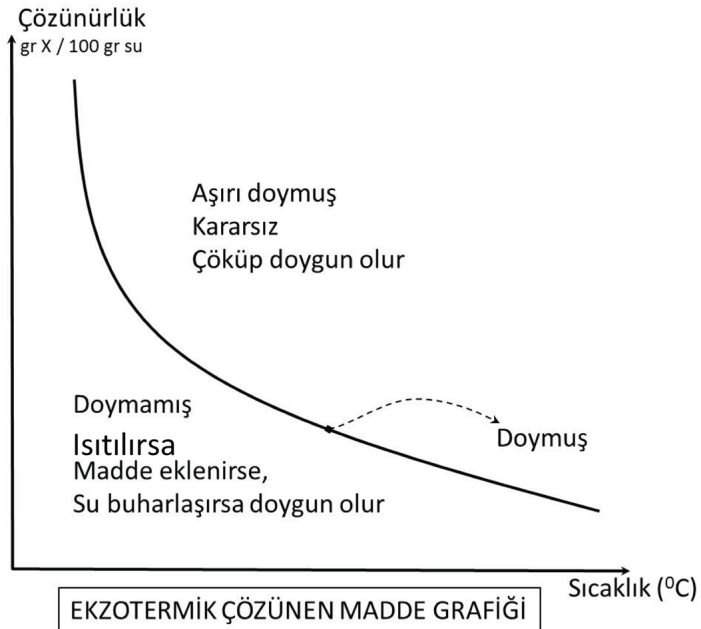 Çözünürlük
gr X / 100 gr su
Aşırı doymuş
Kararsız
Çöküp doygun olur
Doymamış
Isıtılırsa
Madde eklenirse,
Su buharlaşırsa doygun olur
Doymuş
Sıcaklık (⁰C)
EKZOTERMİK ÇÖZÜNEN MADDE GRAFİĞİ